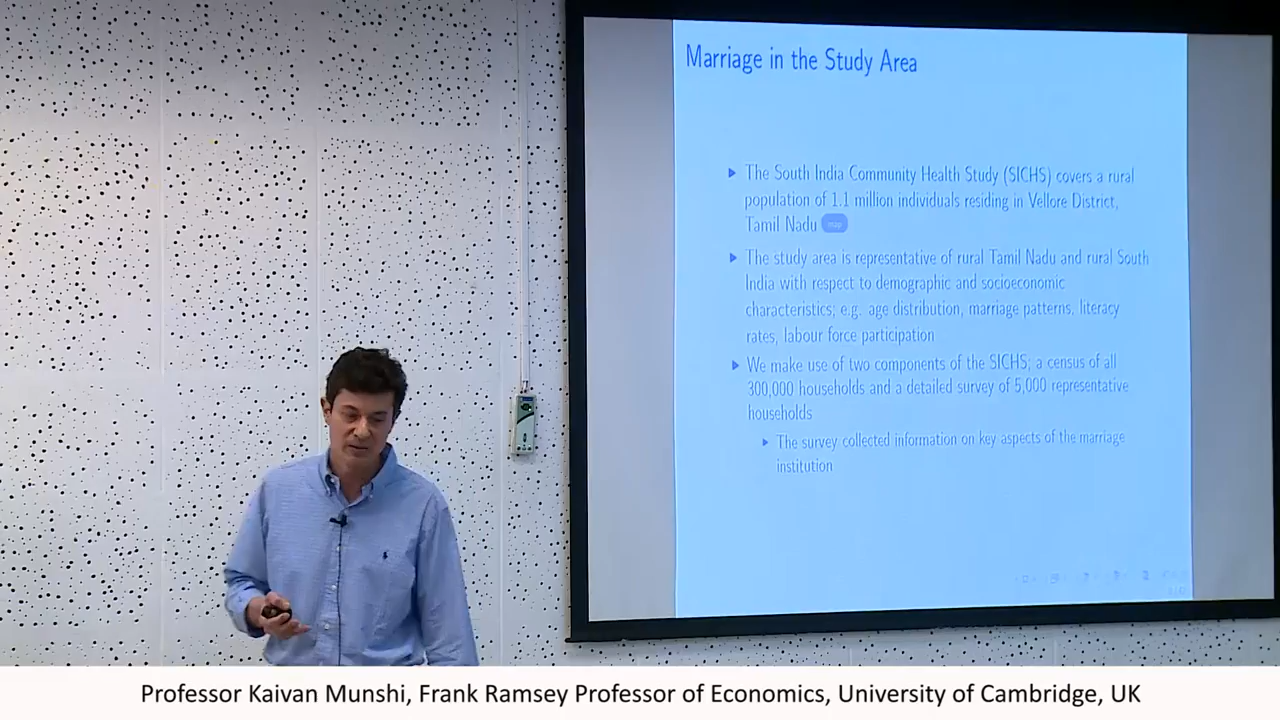 Marriage in the Study Area
The South India Community Health Study (SICHS) covers a rural
population of 1.1 million individuals residing in Vellore District,
Tamil Nadu map
The study area is representative of rural Tamil Nadu and rural South
India with respect to demographic and socioeconomic
characteristics; e.g. age distribution, marriage patterns, literacy
rates, labour force participation
We make use of two components of the SICHS; a census of all
300,000 households and a detailed survey of 5,000 representative
households
The survey collected information on key aspects of the marriage
institution
Professor Kaivan Munshi, Frank Ramsey Professor of Economics, University of Cambridge, UK